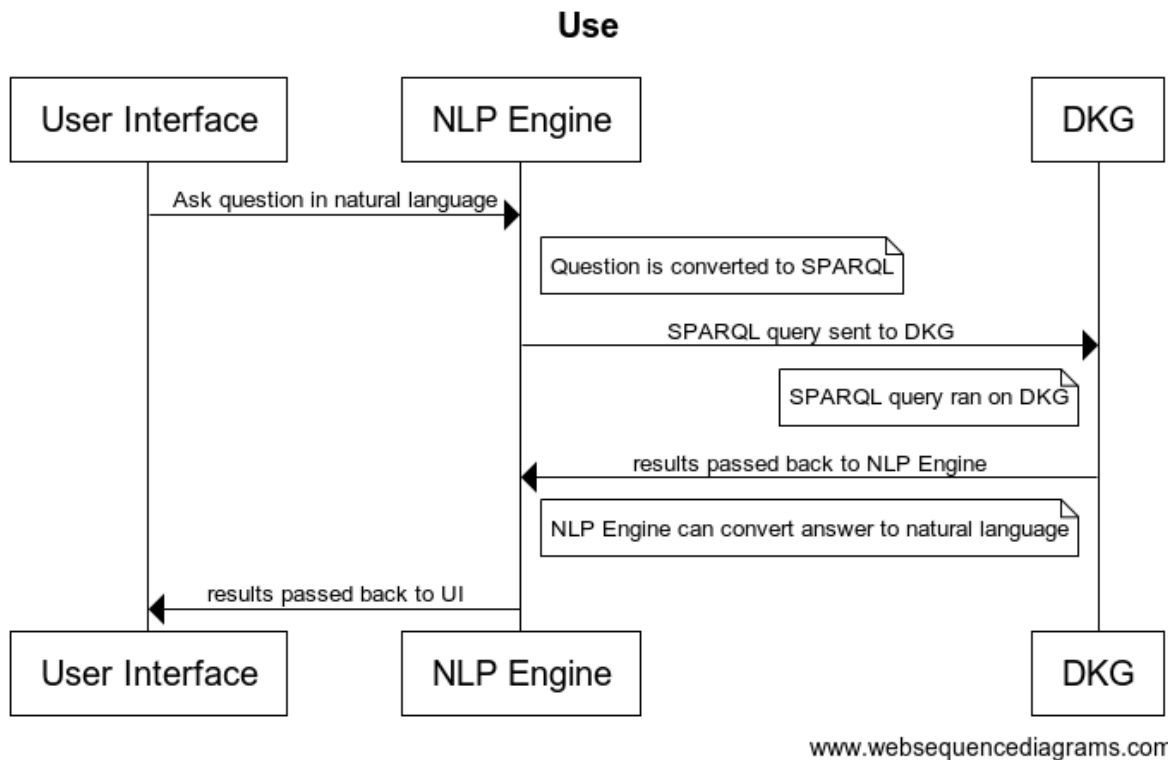 Use
User Interface
NLP Engine
DKG
Ask question in natural language
Question is converted to SPARQL
SPARQL query sent to DKG
SPARQL query ran on DKG
results passed back to NLP Engine
NLP Engine can convert answer to natural language
results passed back to UI
User Interface
NLP Engine
DKG
www.websequencediagrams.com